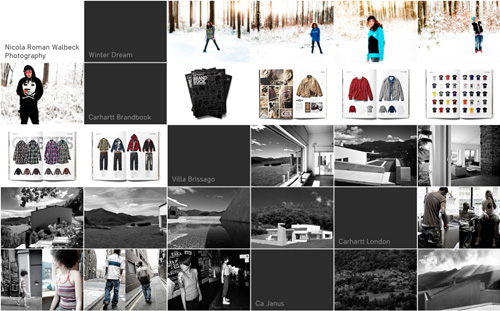 Nicola Roman Walbeck
Photography
Winter Dream
Carhartt Brandbook
BRAND
BOOK
Villa Brissago
Carhartt London
Ca Janus